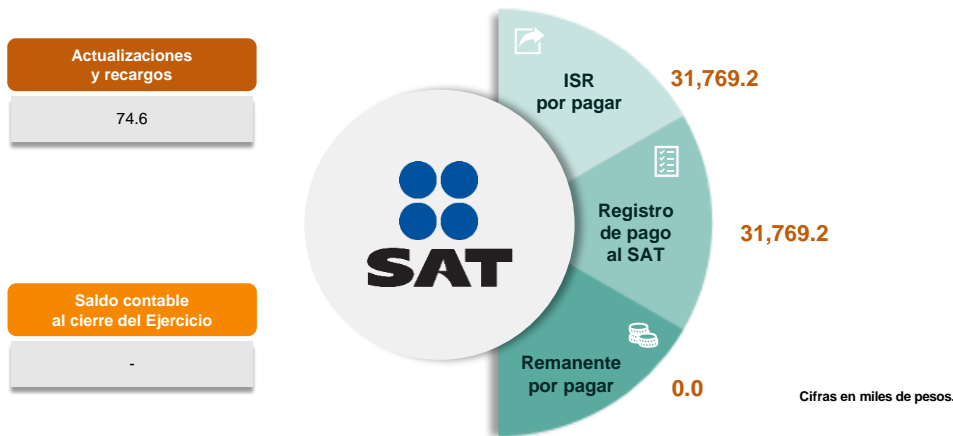 Actualizaciones
y recargos
74.6
Saldo contable
al cierre del Ejercicio
-
SAT
ISR
por pagar
31,769.2
Registro
de pago
al SAT
31,769.2
Remanente
por pagar
0.0
Cifras en miles de pesos.